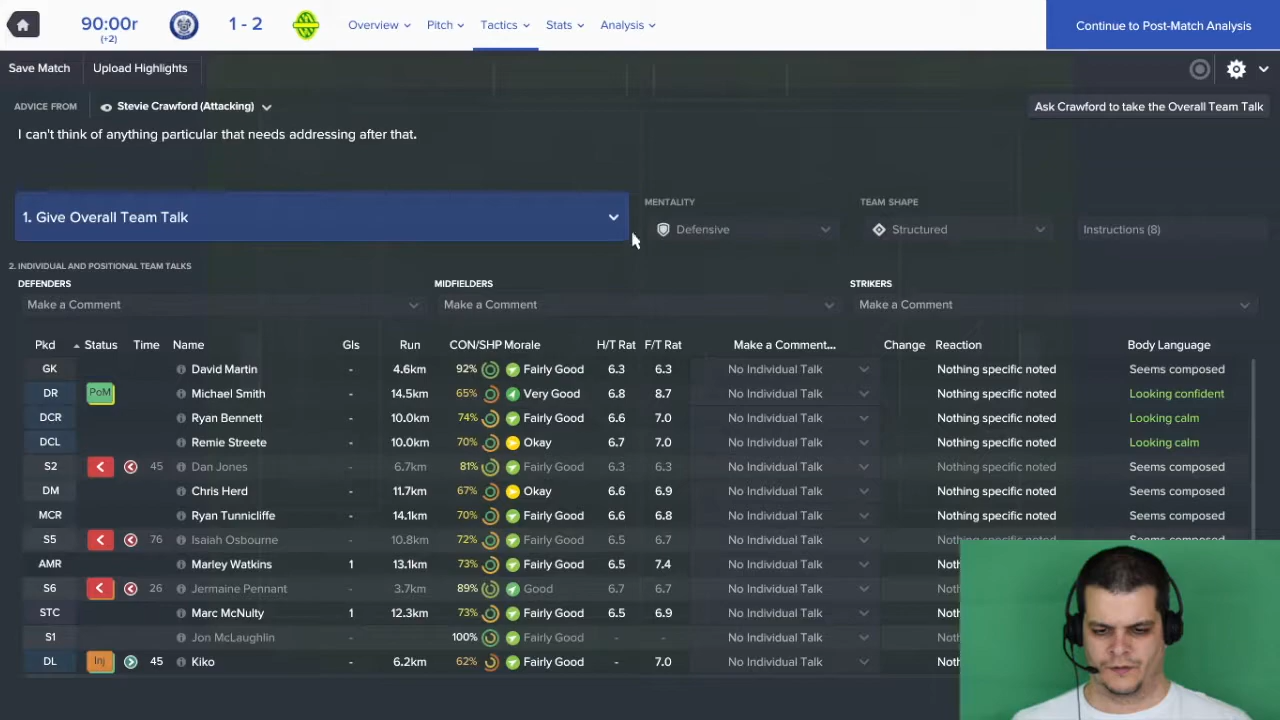 90:00r
(+2)
1 - 2
Overview
Pitch
Tactics
Stats
Analysis
Continue to Post-Match Analysis
Save Match
Upload Highlights
ADVICE FROM
Stevie Crawford (Attacking)
Ask Crawford to take the Overall Team Talk
I can't think of anything particular that needs addressing after that.
1. Give Overall Team Talk
MENTALITY
Defensive
TEAM SHAPE
Structured
Instructions (8)
2. INDIVIDUAL AND POSITIONAL TEAM TALKS
DEFENDERS
Make a Comment
MIDFIELDERS
Make a Comment
STRIKERS
Make a Comment
Pkd Status Time Name Gls Run CON/SHP Morale H/T Rat F/T Rat Make a Comment... Change Reaction Body Language
GK David Martin - 4.6km 92% Fairly Good 6.3 6.3 No Individual Talk Nothing specific noted Seems composed
DR PoM Michael Smith - 14.5km 65% Very Good 6.8 8.7 No Individual Talk Nothing specific noted Looking confident
DCR Ryan Bennett - 10.0km 74% Fairly Good 6.6 7.0 No Individual Talk Nothing specific noted Looking calm
DCL Remie Streete - 10.0km 70% Okay 6.7 7.0 No Individual Talk Nothing specific noted Looking calm
S2 45 Dan Jones - 6.7km 81% Fairly Good 6.3 6.3 No Individual Talk Nothing specific noted Seems composed
DM Chris Herd - 11.7km 67% Okay 6.6 6.9 No Individual Talk Nothing specific noted Seems composed
MCR Ryan Tunnicliffe - 14.1km 70% Fairly Good 6.6 6.8 No Individual Talk Nothing specific noted Seems composed
S5 76 Isaiah Osbourne - 10.8km 72% Fairly Good 6.5 6.7 No Individual Talk Nothing specific noted
AMR Marley Watkins 1 13.1km 73% Fairly Good 6.5 7.4 No Individual Talk Not
S6 26 Jermaine Pennant - 3.7km 89% Good 6.7 6.7 No Individual Talk Not
STC Marc McNulty 1 12.3km 73% Fairly Good 6.5 6.9 No Individual Talk Not
S1 Jon McLaughlin - 100% Fairly Good - - No Individual Talk Not
DL Inj 45 Kiko - 6.2km 62% Fairly Good - 7.0 No Individual Talk Not